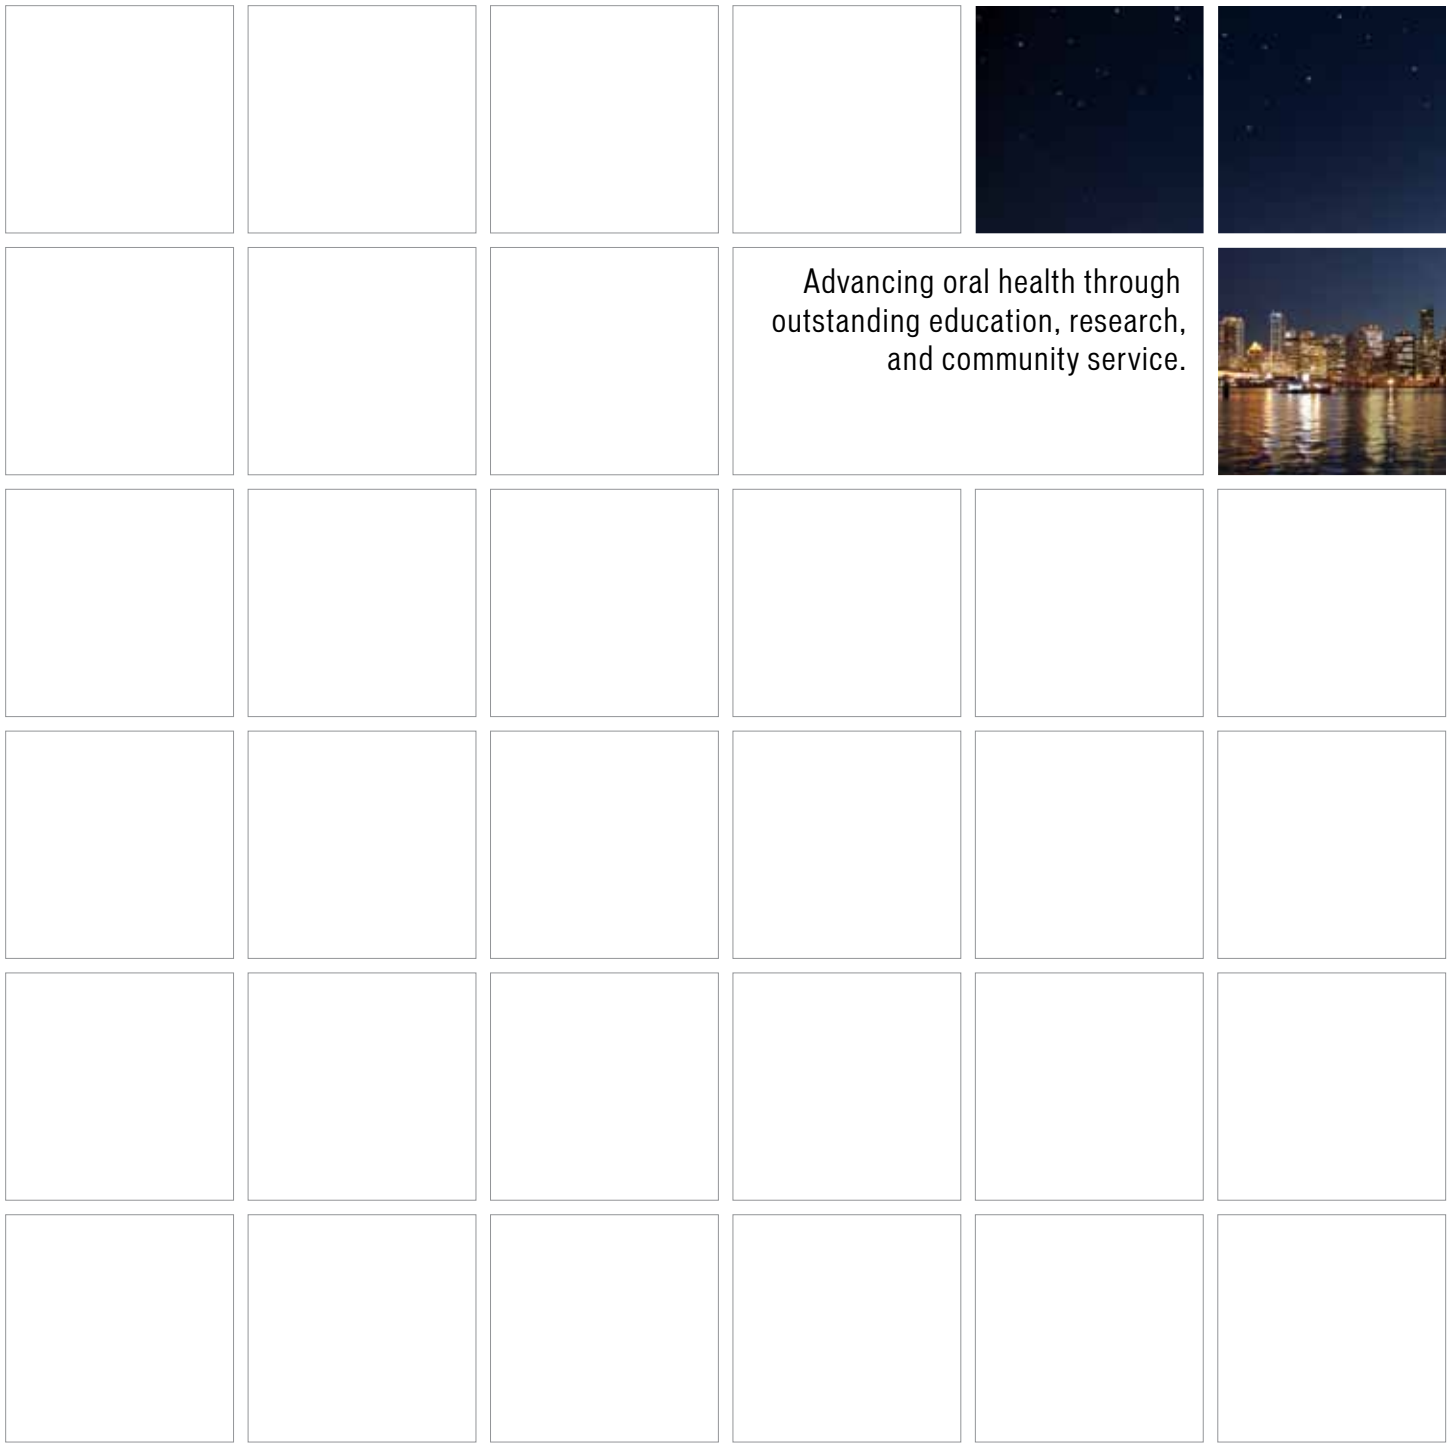 Advancing oral health through
outstanding education, research,
and community service.